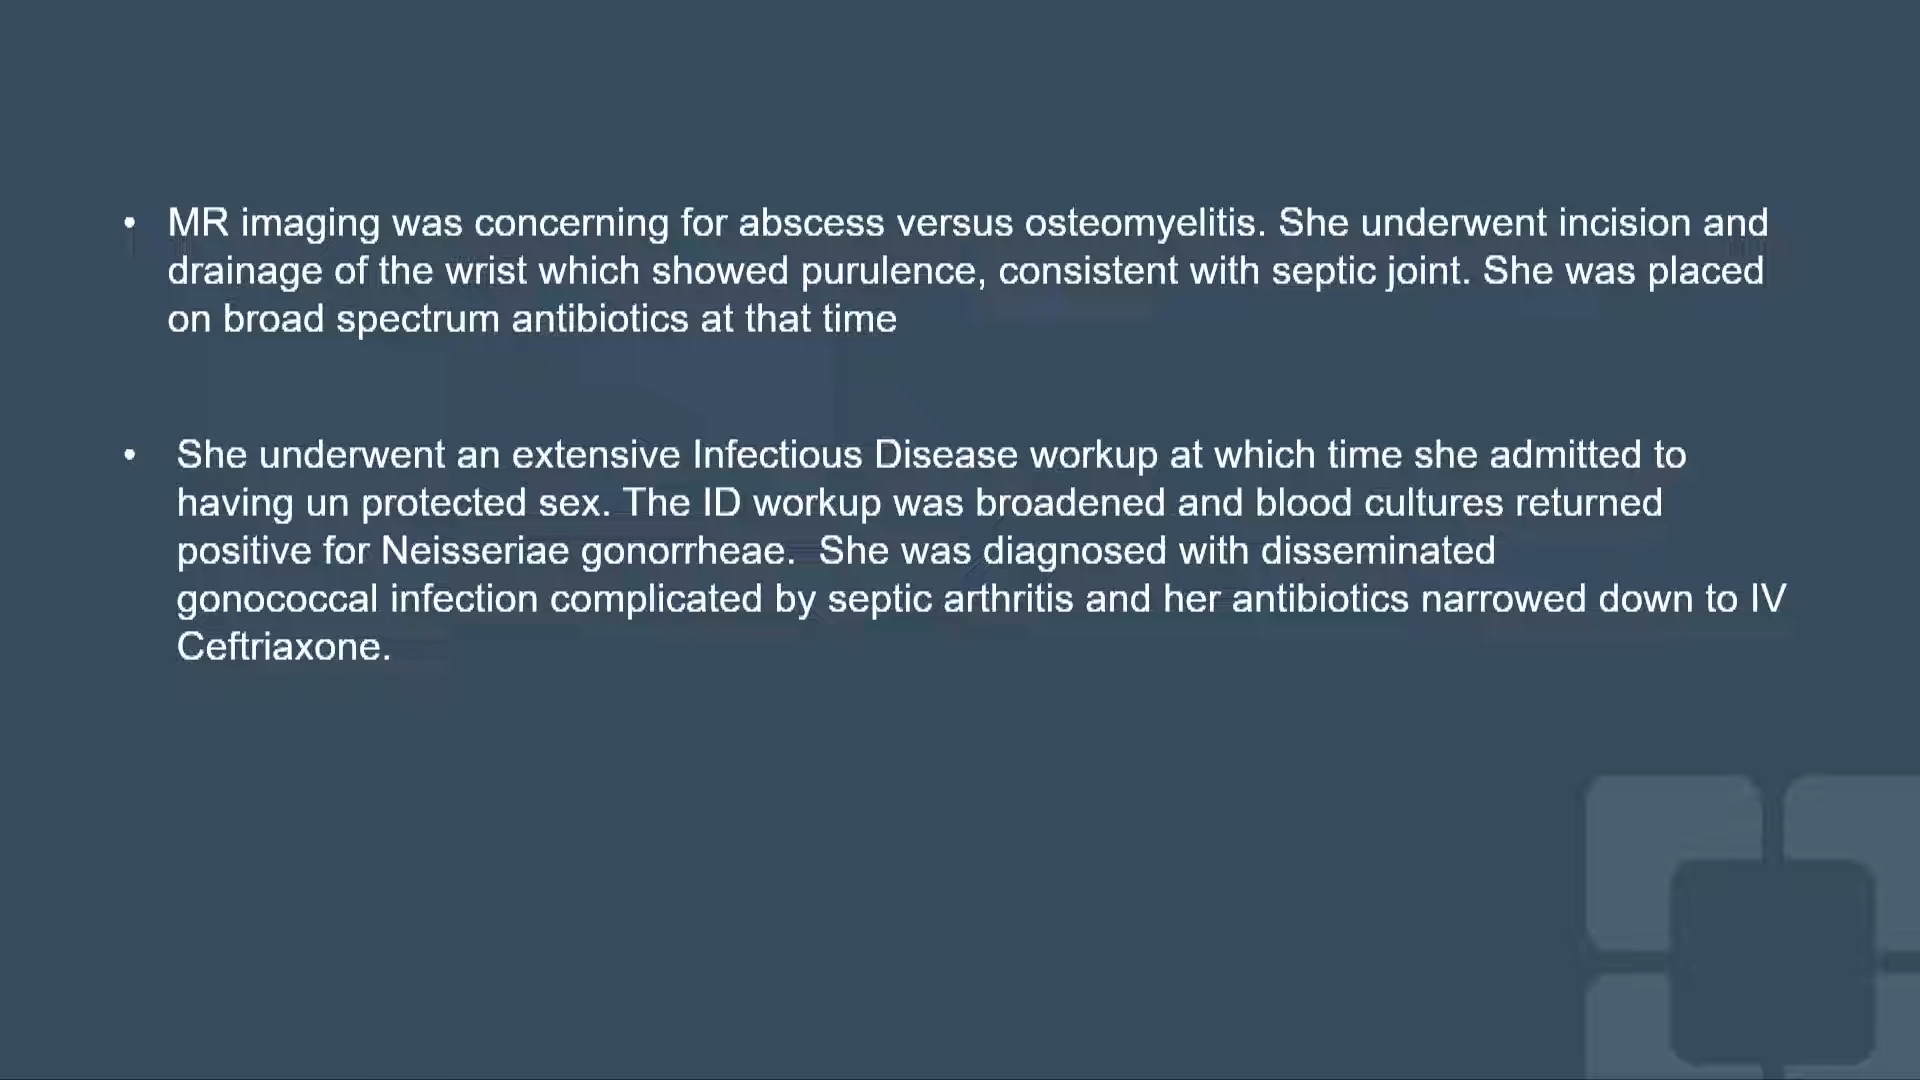 • MR imaging was concerning for abscess versus osteomyelitis. She underwent incision and
drainage of the wrist which showed purulence, consistent with septic joint. She was placed
on broad spectrum antibiotics at that time
• She underwent an extensive Infectious Disease workup at which time she admitted to
having un protected sex. The ID workup was broadened and blood cultures returned
positive for Neisseriae gonorrheae.  She was diagnosed with disseminated
gonococcal infection complicated by septic arthritis and her antibiotics narrowed down to IV
Ceftriaxone.